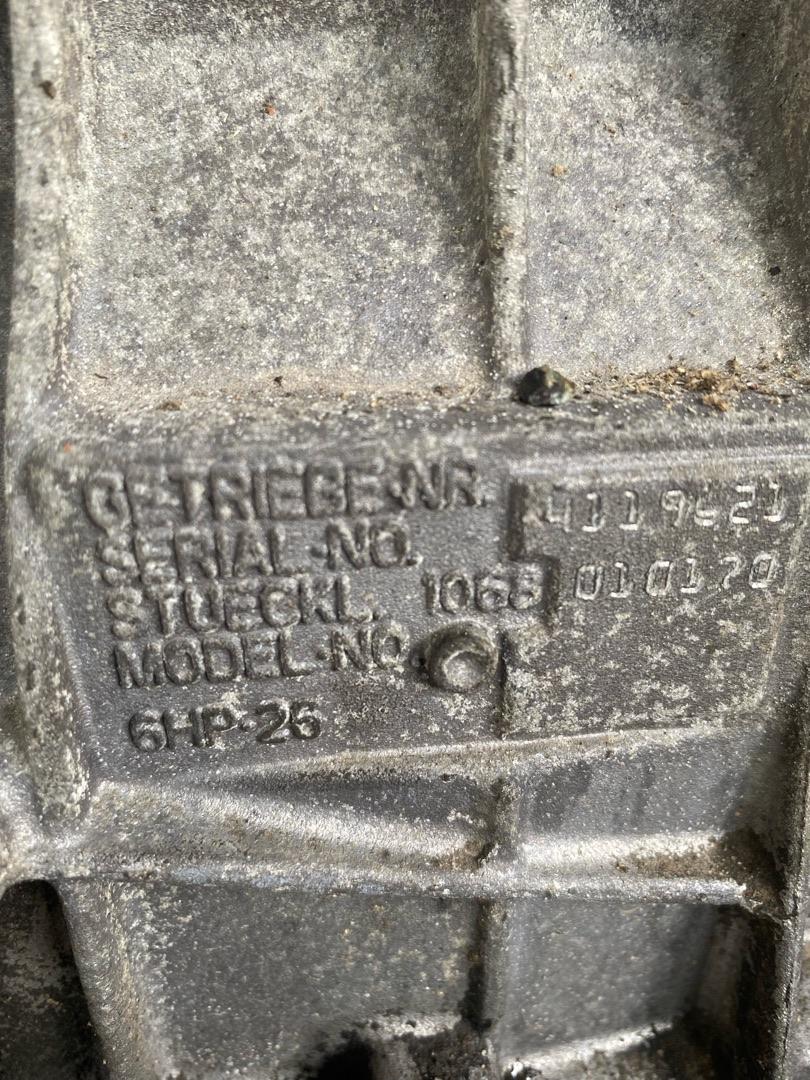 GETRIEBE-NR. 4119621
SERIAL-NO.
STUECKL. 1068 010170
MODEL-NO.
6HP-26